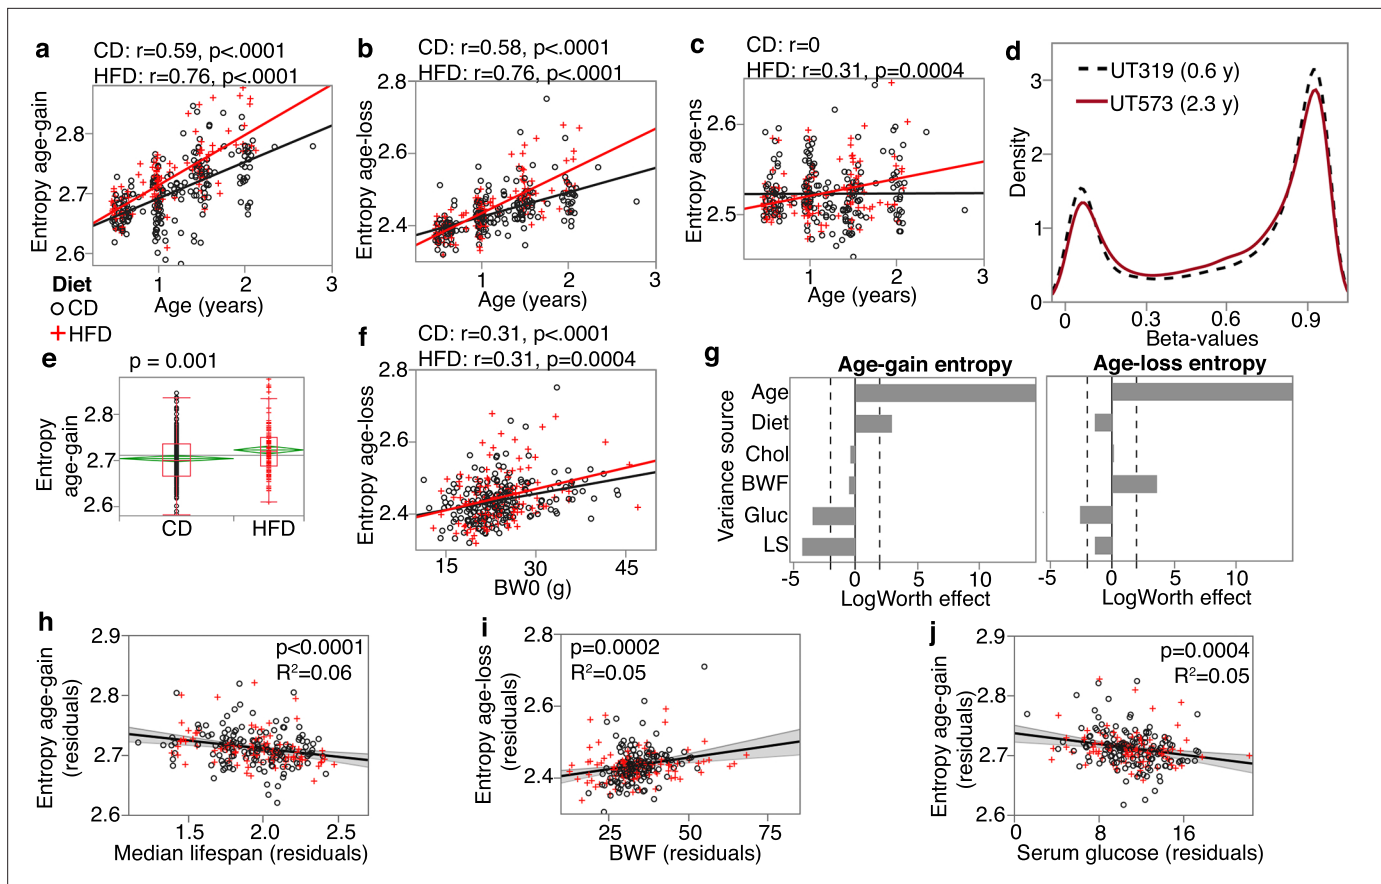 a
CD: r=0.59, p<.0001
HFD: r=0.76, p<.0001
Entropy age-gain
2.8
2.7
2.6
1
2
3
Age (years)
Diet
CD
HFD
b
CD: r=0.58, p<.0001
HFD: r=0.76, p<.0001
Entropy age-loss
2.8
2.6
2.4
1
2
3
Age (years)
c
CD: r=0
HFD: r=0.31, p=0.0004
Entropy age-ns
2.6
2.5
1
2
3
Age (years)
d
UT319 (0.6 y)
UT573 (2.3 y)
Density
3
2
1
0
0
0.3
0.6
0.9
Beta-values
e
p = 0.001
Entropy
age-gain
2.8
2.7
2.6
CD
HFD
f
CD: r=0.31, p<.0001
HFD: r=0.31, p=0.0004
Entropy age-loss
2.8
2.6
2.4
15
30
45
BW0 (g)
g
Age-gain entropy
Age-loss entropy
Variance source
Age
Diet
Chol
BWF
Gluc
LS
-5
0
5
10
LogWorth effect
-5
0
5
10
LogWorth effect
h
p<0.0001
R²=0.06
Entropy age-gain
(residuals)
2.9
2.8
2.7
2.6
1.5
2.0
2.5
Median lifespan (residuals)
i
p=0.0002
R²=0.05
Entropy age-loss
(residuals)
2.8
2.6
2.4
25
50
75
BWF (residuals)
j
p=0.0004
R²=0.05
Entropy age-gain
(residuals)
2.9
2.8
2.7
2.6
0
8
16
Serum glucose (residuals)